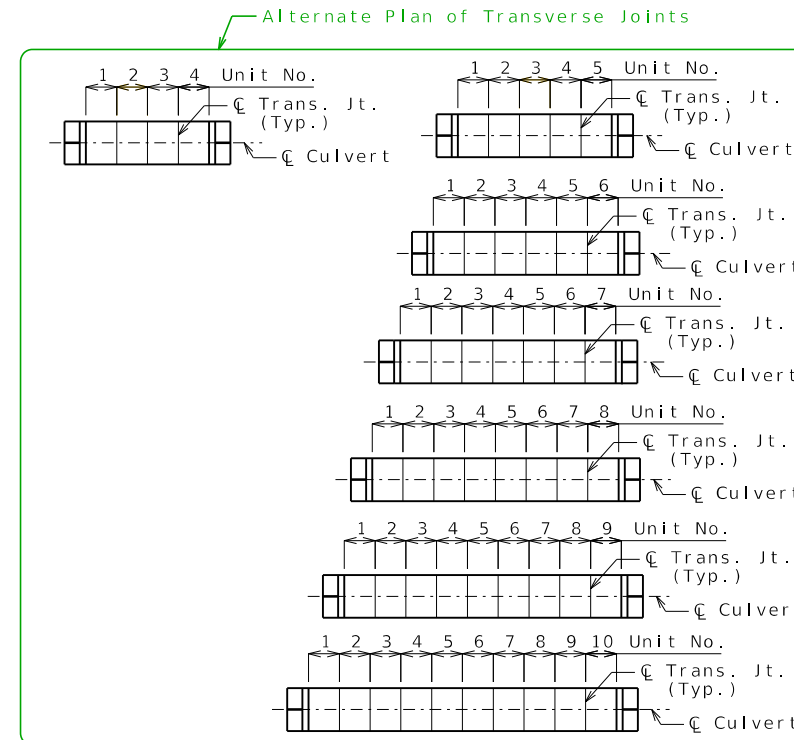 Alternate Plan of Transverse Joints
1 2 3 4 Unit No.
℄ Trans. Jt.
(Typ.)
℄ Culvert
1 2 3 4 5 Unit No.
℄ Trans. Jt.
(Typ.)
℄ Culvert
1 2 3 4 5 6 Unit No.
℄ Trans. Jt.
(Typ.)
℄ Culvert
1 2 3 4 5 6 7 Unit No.
℄ Trans. Jt.
(Typ.)
℄ Culvert
1 2 3 4 5 6 7 8 Unit No.
℄ Trans. Jt.
(Typ.)
℄ Culvert
1 2 3 4 5 6 7 8 9 Unit No.
℄ Trans. Jt.
(Typ.)
℄ Culver
1 2 3 4 5 6 7 8 9 10 Unit No.
℄ Trans. Jt.
(Typ.)
℄ Culvert